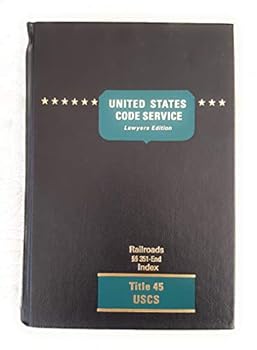 UNITED STATES
CODE SERVICE
Lawyers Edition
Railroads
§§ 351-End
Index
Title 45
USCS